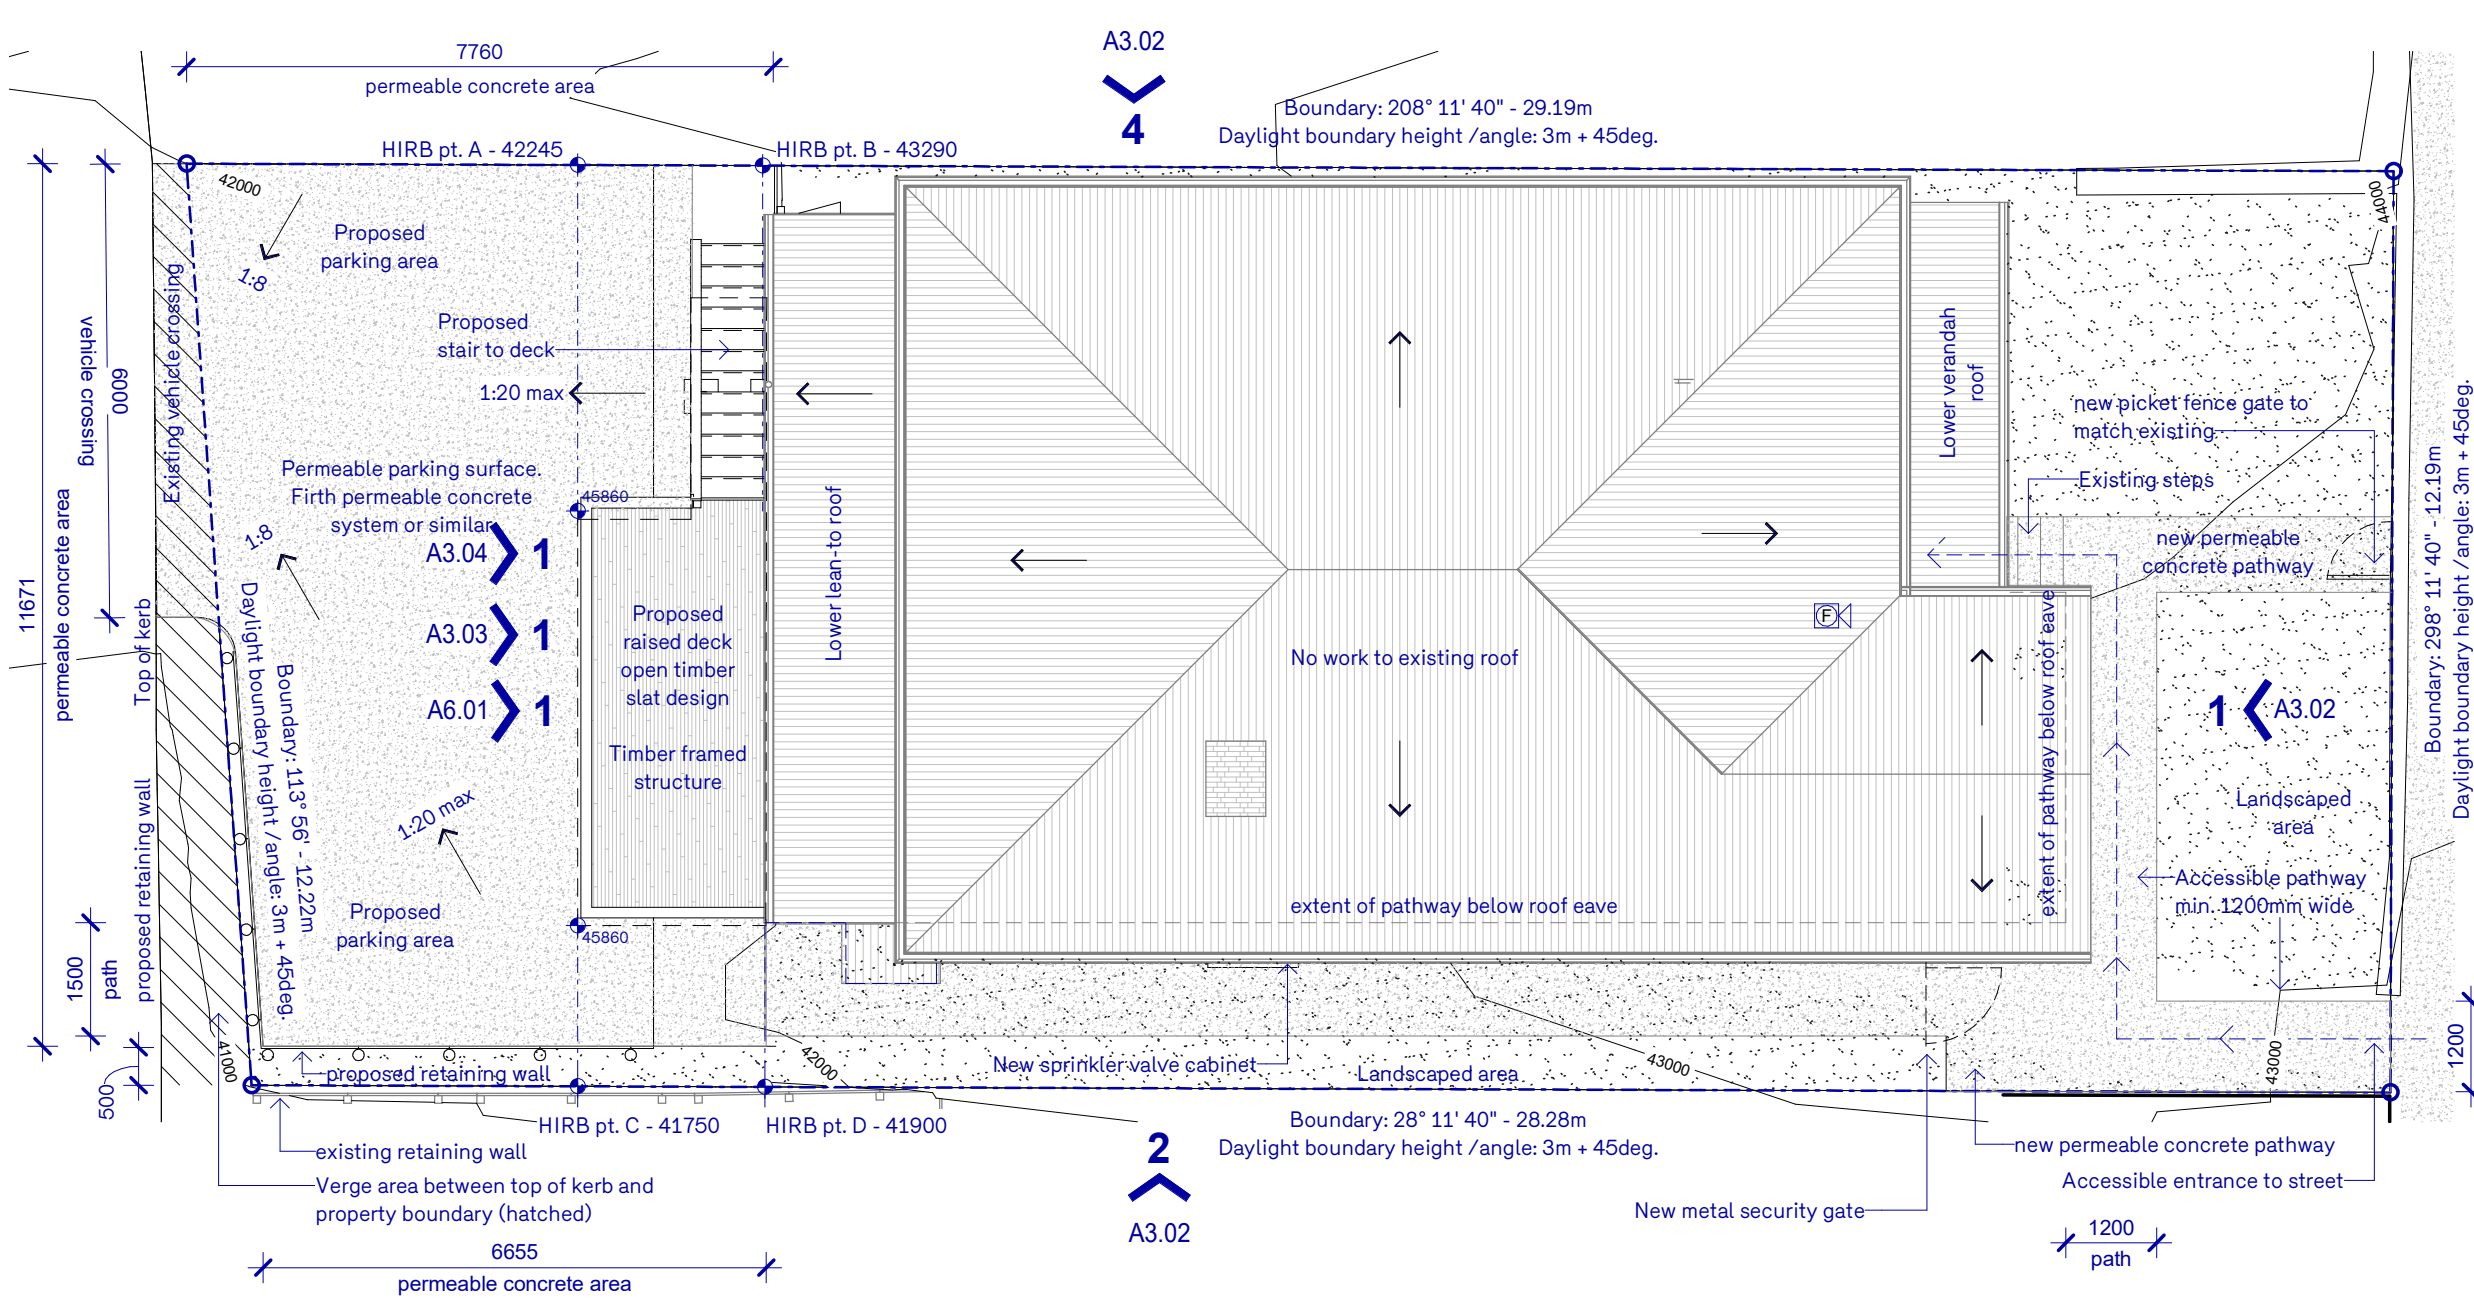 7760
permeable concrete area
A3.02
4
Boundary: 208° 11' 40" - 29.19m
Daylight boundary height /angle: 3m + 45deg.
HIRB pt. A - 42245
HIRB pt. B - 43290
42000
44000
Proposed
parking area
1:8
Existing vehicle crossing
6000
vehicle crossing
Proposed
stair to deck
1:20 max
Permeable parking surface.
Firth permeable concrete
system or similar
45860
1:8
A3.04
1
A3.03
1
A6.01
1
11671
permeable concrete area
Top of kerb
proposed retaining wall
Boundary: 113° 56' - 12.22m
Daylight boundary height /angle: 3m + 45deg.
1:20 max
Proposed
parking area
Proposed
raised deck
open timber
slat design
Timber framed
structure
45860
Lower lean-to roof
No work to existing roof
F
extent of pathway below roof eave
Lower verandah
roof
new picket fence gate to
match existing
Existing steps
new permeable
concrete pathway
extent of pathway below roof eave
1
A3.02
Landscaped
area
Accessible pathway
min. 1200mm wide
Boundary: 298° 11' 40" - 12.19m
Daylight boundary height /angle: 3m + 45deg.
1500
path
500
41000
proposed retaining wall
42000
New sprinkler valve cabinet
Landscaped area
43000
43000
1200
HIRB pt. C - 41750
HIRB pt. D - 41900
2
A3.02
Boundary: 28° 11' 40" - 28.28m
Daylight boundary height /angle: 3m + 45deg.
existing retaining wall
Verge area between top of kerb and
property boundary (hatched)
new permeable concrete pathway
Accessible entrance to street
New metal security gate
1200
path
6655
permeable concrete area